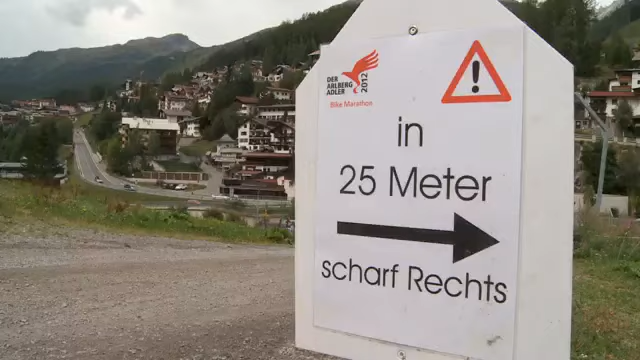 DER
ARLBERG
ADLER
2012
Bike Marathon
!
in
25 Meter
scharf Rechts